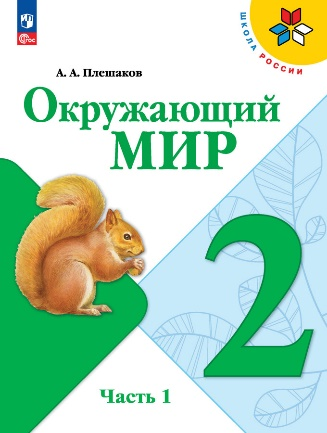 ШКОЛА РОССИИ
А. А. Плешаков
Окружающий
МИР
2
Часть 1